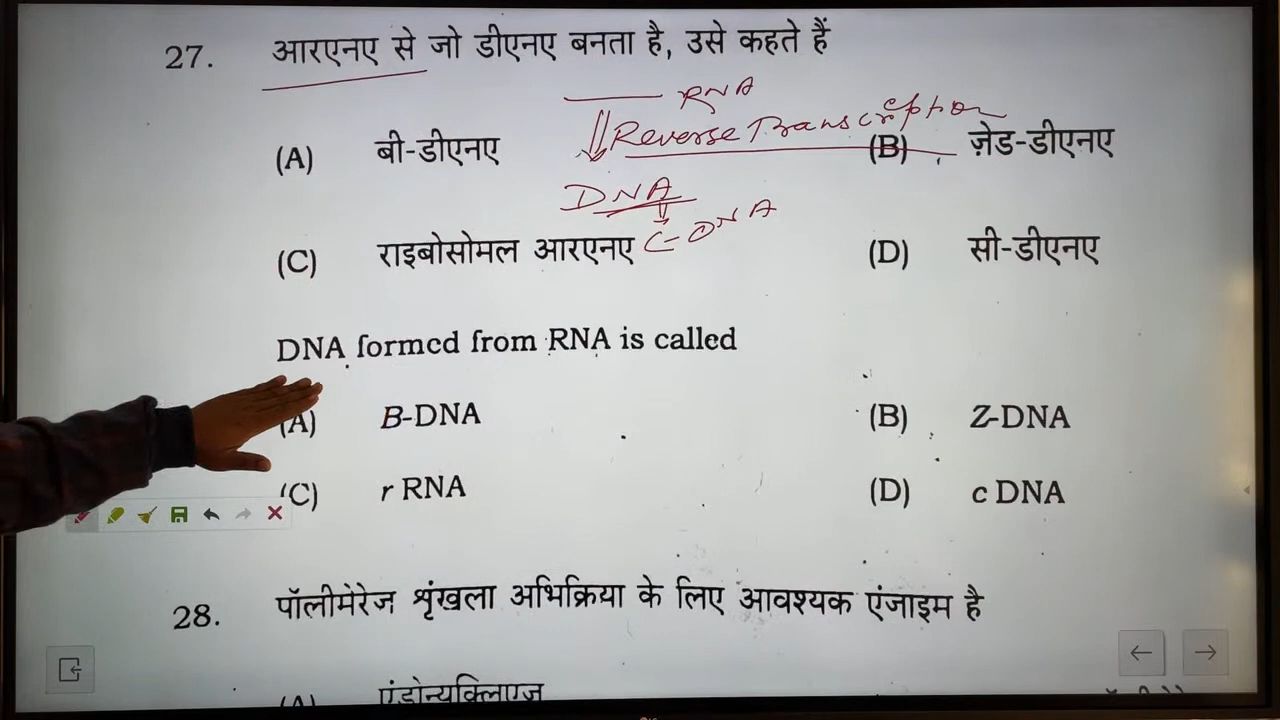 27. आरएनए से जो डीएनए बनता है, उसे कहते हैं
RNA
Reverse Transcription
(A) बी-डीएनए (B) ज़ेड-डीएनए
DNA
C-DNA
(C) राइबोसोमल आरएनए (D) सी-डीएनए
DNA formed from RNA is called
(A) B-DNA (B) Z-DNA
(C) r RNA (D) c DNA
28. पॉलीमेरेज श्रृंखला अभिक्रिया के लिए आवश्यक एंजाइम है
(A) एंडोन्यूक्लिएज